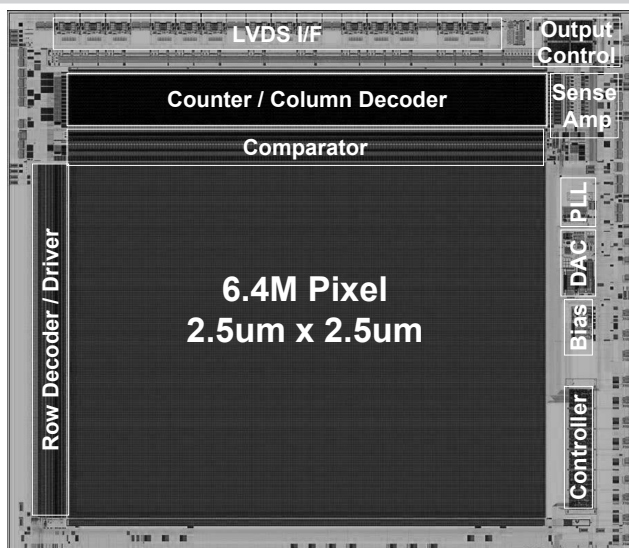 LVDS I/F
Output
Control
Counter / Column Decoder
Sense
Amp
Comparator
Row Decoder / Driver
6.4M Pixel
2.5um x 2.5um
PLL
DAC
Bias
Controller